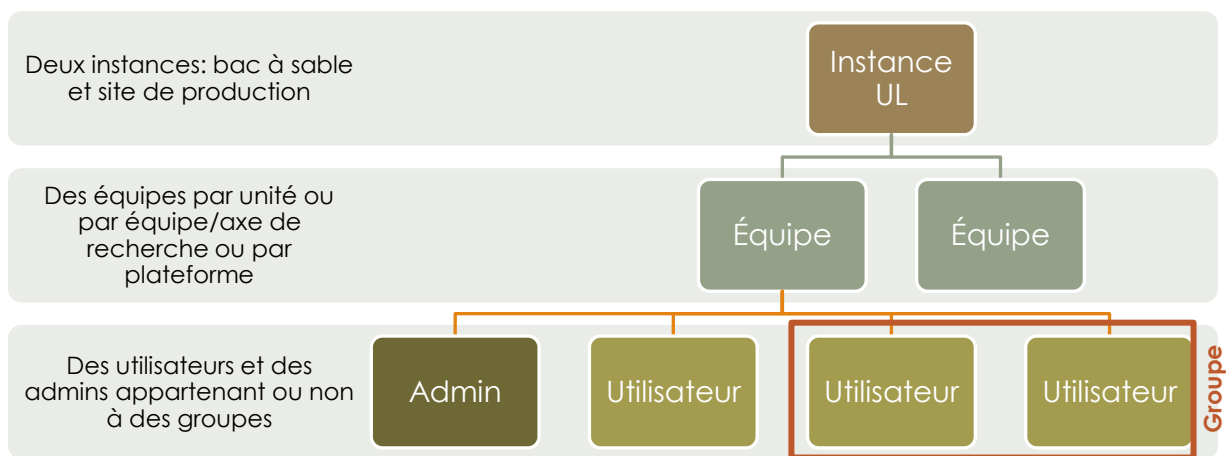 Deux instances: bac à sable
et site de production
Instance
UL
Des équipes par unité ou
par équipe/axe de
recherche ou par
plateforme
Équipe
Équipe
Des utilisateurs et des
admins appartenant ou non
à des groupes
Admin
Utilisateur
Utilisateur
Utilisateur
Groupe